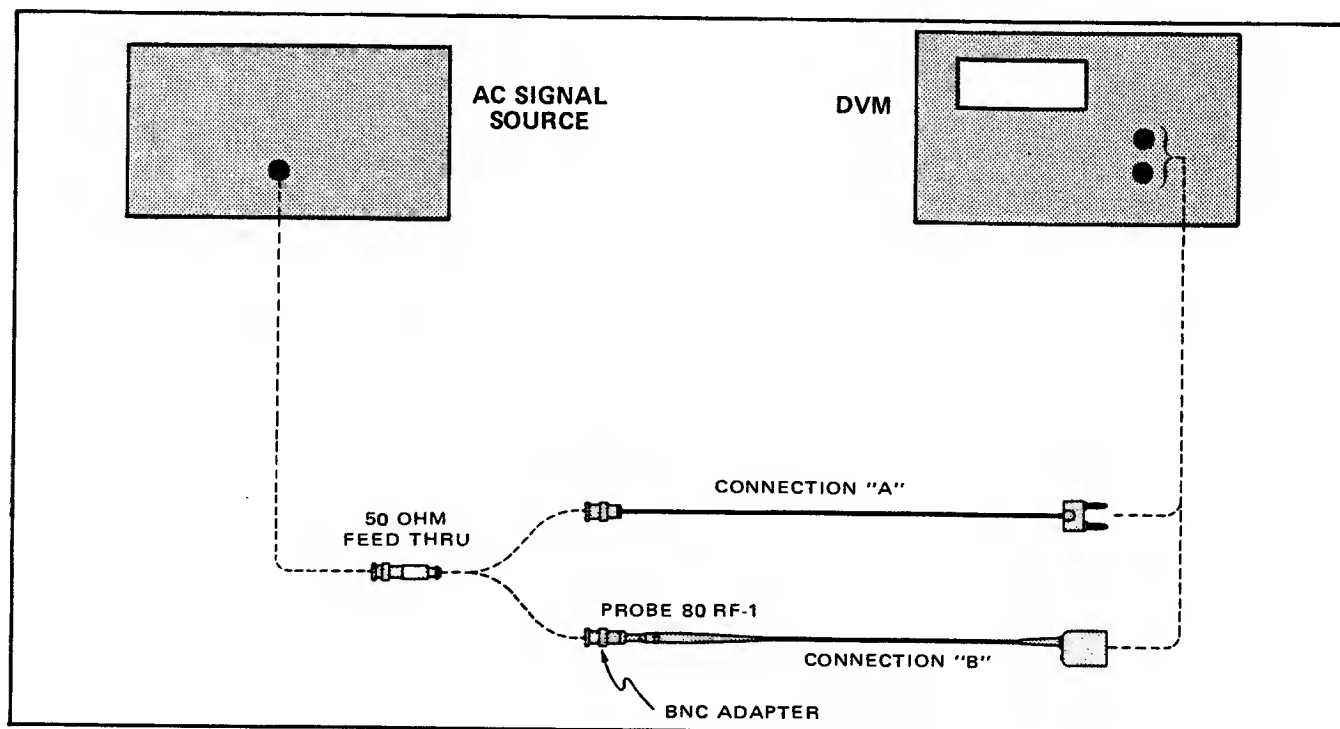 AC SIGNAL
SOURCE
DVM
CONNECTION "A"
50 OHM
FEED THRU
PROBE 80 RF-1
CONNECTION "B"
BNC ADAPTER